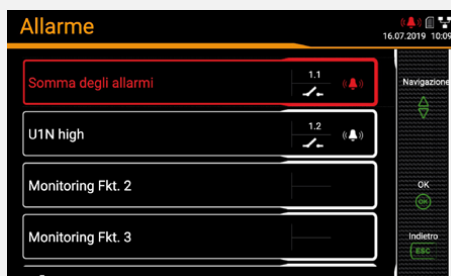 Allarme
16.07.2019 10:09
Somma degli allarmi
1.1
Navigazione
U1N high
1.2
Monitoring Fkt. 2
OK
OK
Monitoring Fkt. 3
Indietro
ESC